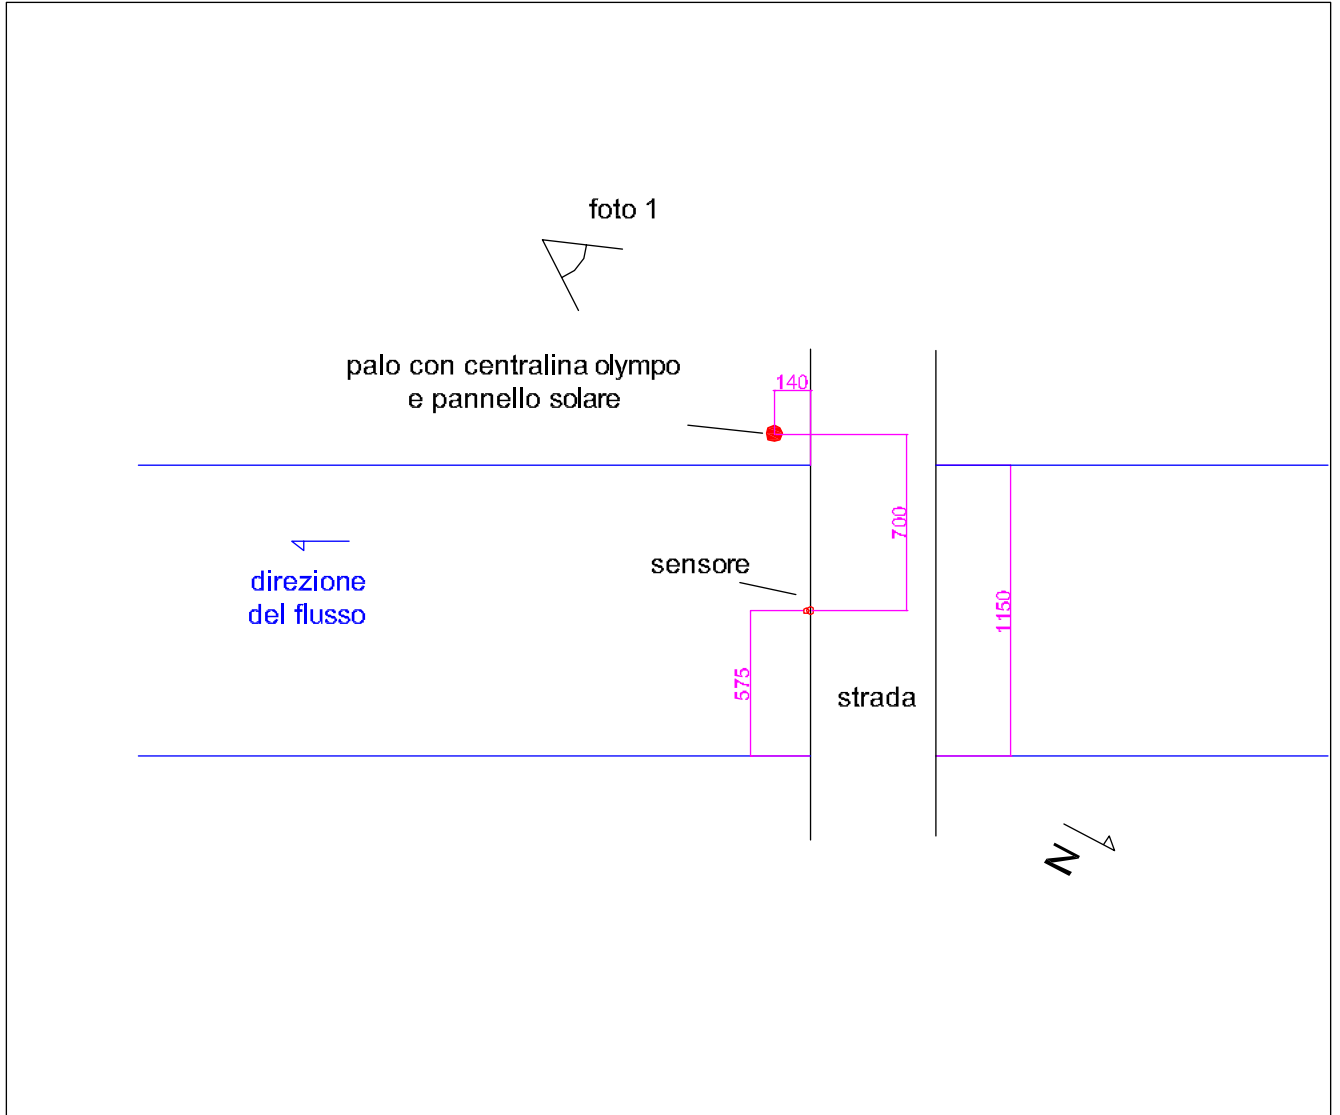 foto 1
palo con centralina olympo
e pannello solare
140
700
sensore
direzione
del flusso
1150
575
strada
N